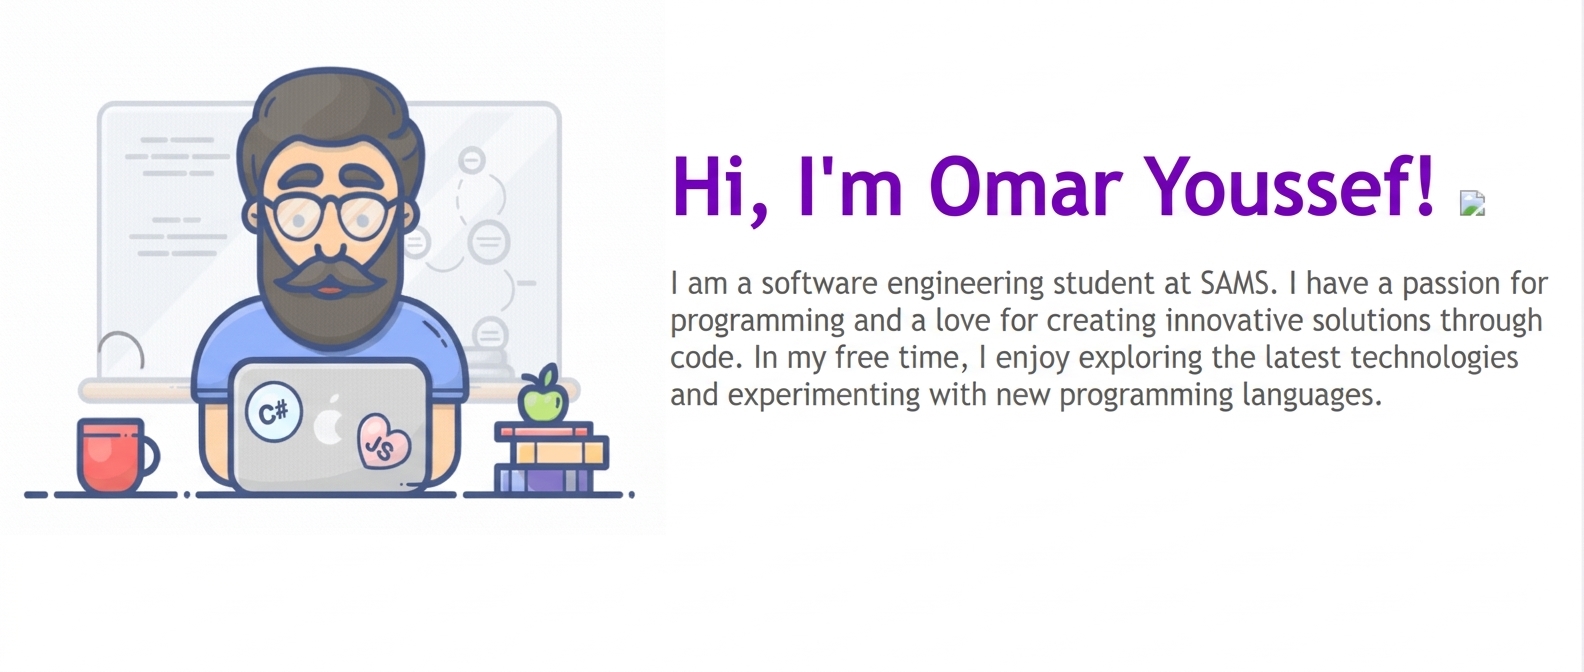 Hi, I'm Omar Youssef!
I am a software engineering student at SAMS. I have a passion for
programming and a love for creating innovative solutions through
code. In my free time, I enjoy exploring the latest technologies
and experimenting with new programming languages.
C#
JS